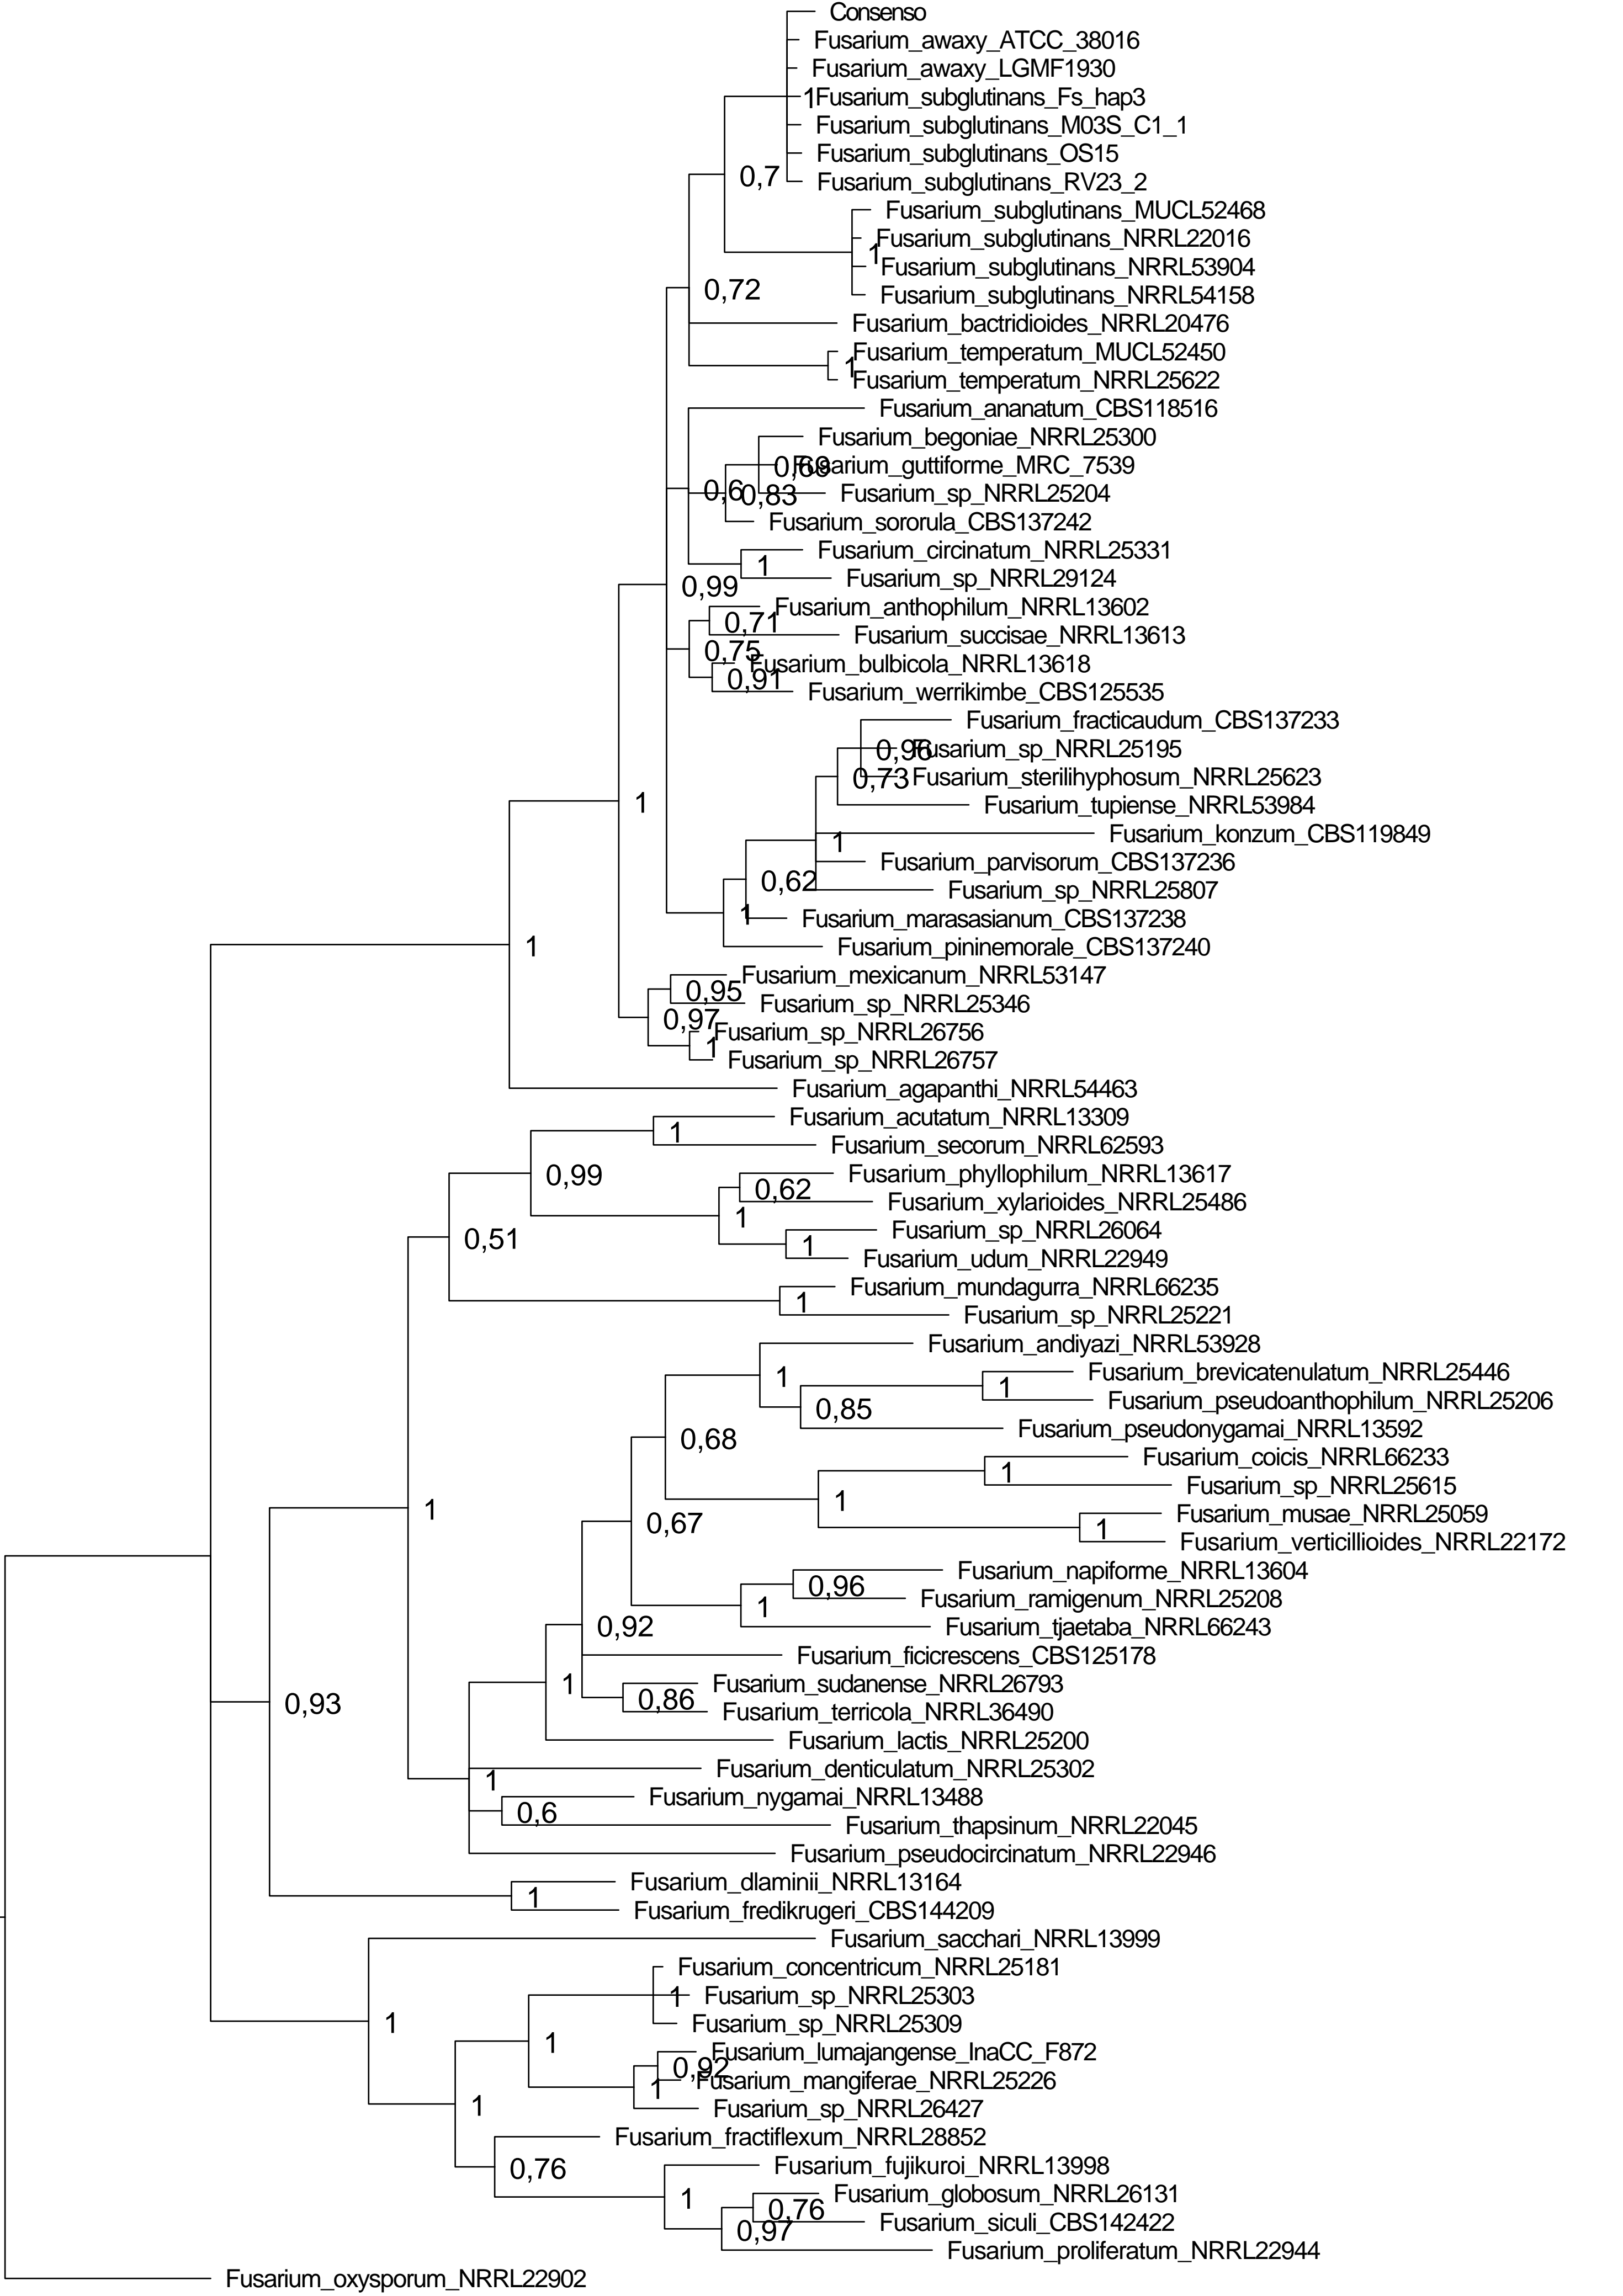 Consenso
Fusarium_awaxy_ATCC_38016
Fusarium_awaxy_LGMF1930
1 Fusarium_subglutinans_Fs_hap3
Fusarium_subglutinans_M03S_C1_1
Fusarium_subglutinans_OS15
0,7
Fusarium_subglutinans_RV23_2
Fusarium_subglutinans_MUCL52468
Fusarium_subglutinans_NRRL22016
1
Fusarium_subglutinans_NRRL53904
0,72
Fusarium_subglutinans_NRRL54158
Fusarium_bactridioides_NRRL20476
Fusarium_temperatum_MUCL52450
1
Fusarium_temperatum_NRRL25622
Fusarium_ananatum_CBS118516
Fusarium_begoniae_NRRL25300
0,69 Fusarium_guttiforme_MRC_7539
0,6 0,83 Fusarium_sp_NRRL25204
Fusarium_sororula_CBS137242
Fusarium_circinatum_NRRL25331
1
Fusarium_sp_NRRL29124
0,99
Fusarium_anthophilum_NRRL13602
0,71
Fusarium_succisae_NRRL13613
0,75
Fusarium_bulbicola_NRRL13618
0,91
Fusarium_werrikimbe_CBS125535
Fusarium_fracticaudum_CBS137233
0,96 Fusarium_sp_NRRL25195
0,73 Fusarium_sterilihyphosum_NRRL25623
1
Fusarium_tupiense_NRRL53984
Fusarium_konzum_CBS119849
1
Fusarium_parvisorum_CBS137236
0,62
Fusarium_sp_NRRL25807
1
Fusarium_marasasianum_CBS137238
1
Fusarium_pininemorale_CBS137240
Fusarium_mexicanum_NRRL53147
0,95
Fusarium_sp_NRRL25346
0,97
Fusarium_sp_NRRL26756
1
Fusarium_sp_NRRL26757
Fusarium_agapanthi_NRRL54463
Fusarium_acutatum_NRRL13309
1
Fusarium_secorum_NRRL62593
0,99
Fusarium_phyllophilum_NRRL13617
0,62
Fusarium_xylarioides_NRRL25486
1
Fusarium_sp_NRRL26064
0,51
1
Fusarium_udum_NRRL22949
Fusarium_mundagurra_NRRL66235
1
Fusarium_sp_NRRL25221
Fusarium_andiyazi_NRRL53928
1
Fusarium_brevicatenulatum_NRRL25446
1
Fusarium_pseudoanthophilum_NRRL25206
0,85
Fusarium_pseudonygamai_NRRL13592
0,68
Fusarium_coicis_NRRL66233
1
Fusarium_sp_NRRL25615
1
1
Fusarium_musae_NRRL25059
0,67
1
Fusarium_verticillioides_NRRL22172
Fusarium_napiforme_NRRL13604
0,96
Fusarium_ramigenum_NRRL25208
1
Fusarium_tjaetaba_NRRL66243
0,92
Fusarium_ficicrescens_CBS125178
1
Fusarium_sudanense_NRRL26793
0,86
0,93
Fusarium_terricola_NRRL36490
Fusarium_lactis_NRRL25200
Fusarium_denticulatum_NRRL25302
1
Fusarium_nygamai_NRRL13488
0,6
Fusarium_thapsinum_NRRL22045
Fusarium_pseudocircinatum_NRRL22946
Fusarium_dlaminii_NRRL13164
1
Fusarium_fredikrugeri_CBS144209
Fusarium_sacchari_NRRL13999
Fusarium_concentricum_NRRL25181
1 Fusarium_sp_NRRL25303
1
Fusarium_sp_NRRL25309
1
Fusarium_lumajangense_InaCC_F872
0,92
Fusarium_mangiferae_NRRL25226
1
Fusarium_sp_NRRL26427
1
Fusarium_fractiflexum_NRRL28852
0,76
Fusarium_fujikuroi_NRRL13998
1
Fusarium_globosum_NRRL26131
0,76
Fusarium_siculi_CBS142422
0,97
Fusarium_proliferatum_NRRL22944
Fusarium_oxysporum_NRRL22902